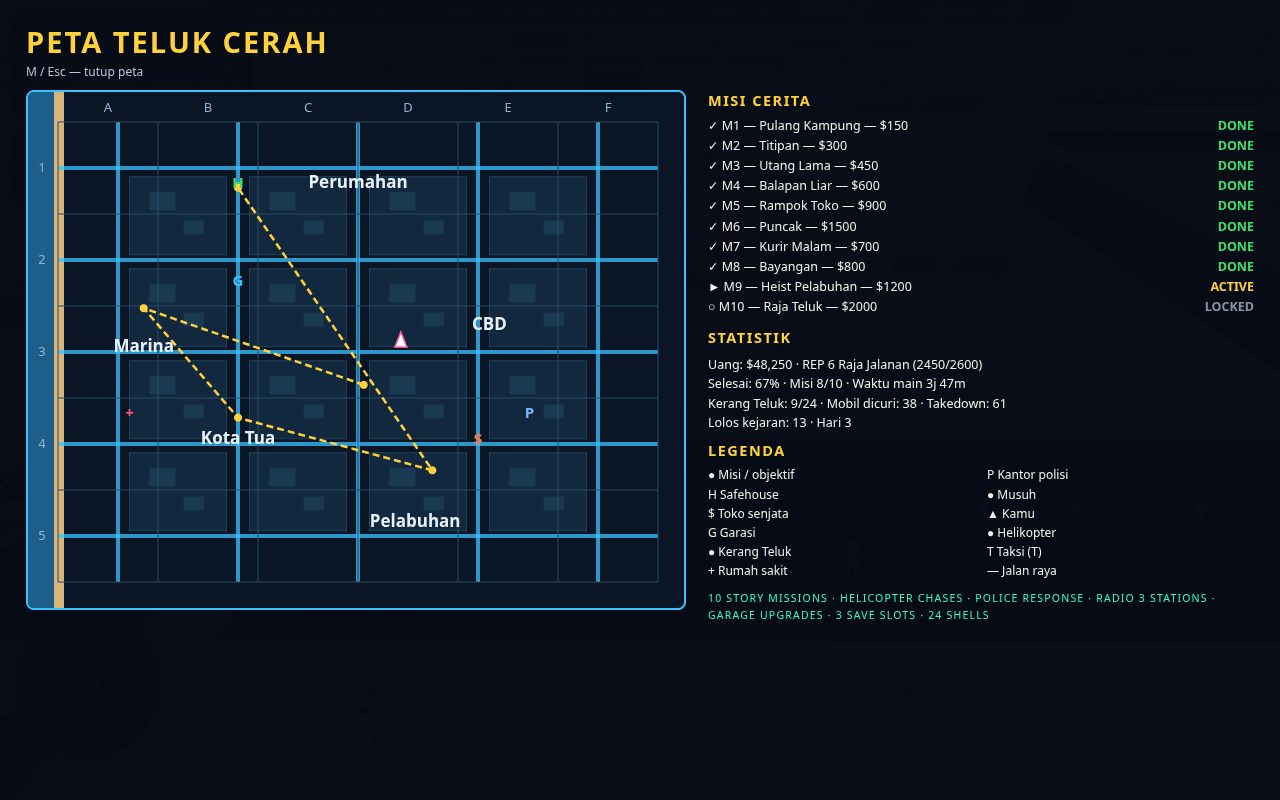 PETA TELUK CERAH
M / Esc — tutup peta
A B C D E F
1
2
3
4
5
H
Perumahan
G
CBD
Marina
+
P
Kota Tua
$
Pelabuhan
MISI CERITA
✓ M1 — Pulang Kampung — $150 DONE
✓ M2 — Titipan — $300 DONE
✓ M3 — Utang Lama — $450 DONE
✓ M4 — Balapan Liar — $600 DONE
✓ M5 — Rampok Toko — $900 DONE
✓ M6 — Puncak — $1500 DONE
✓ M7 — Kurir Malam — $700 DONE
✓ M8 — Bayangan — $800 DONE
► M9 — Heist Pelabuhan — $1200 ACTIVE
○ M10 — Raja Teluk — $2000 LOCKED
STATISTIK
Uang: $48,250 · REP 6 Raja Jalanan (2450/2600)
Selesai: 67% · Misi 8/10 · Waktu main 3j 47m
Kerang Teluk: 9/24 · Mobil dicuri: 38 · Takedown: 61
Lolos kejaran: 13 · Hari 3
LEGENDA
● Misi / objektif
H Safehouse
$ Toko senjata
G Garasi
● Kerang Teluk
+ Rumah sakit
P Kantor polisi
● Musuh
▲ Kamu
● Helikopter
T Taksi (T)
— Jalan raya
10 STORY MISSIONS · HELICOPTER CHASES · POLICE RESPONSE · RADIO 3 STATIONS ·
GARAGE UPGRADES · 3 SAVE SLOTS · 24 SHELLS